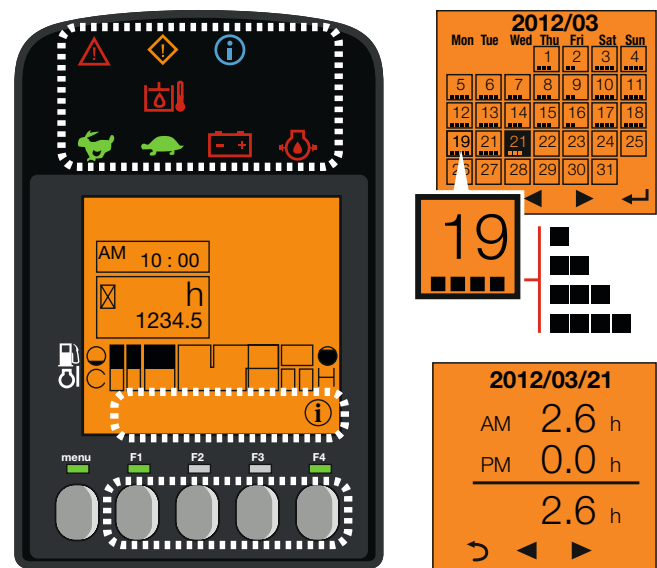 AM 10 : 00
h
1234.5
C H
i
menu F1 F2 F3 F4
2012/03
Mon Tue Wed Thu Fri Sat Sun
1 2 3 4
5 6 7 8 9 10 11
12 13 14 15 16 17 18
19 21 21 22 23 24 25
26 27 28 29 30 31
19
2012/03/21
AM 2.6 h
PM 0.0 h
2.6 h